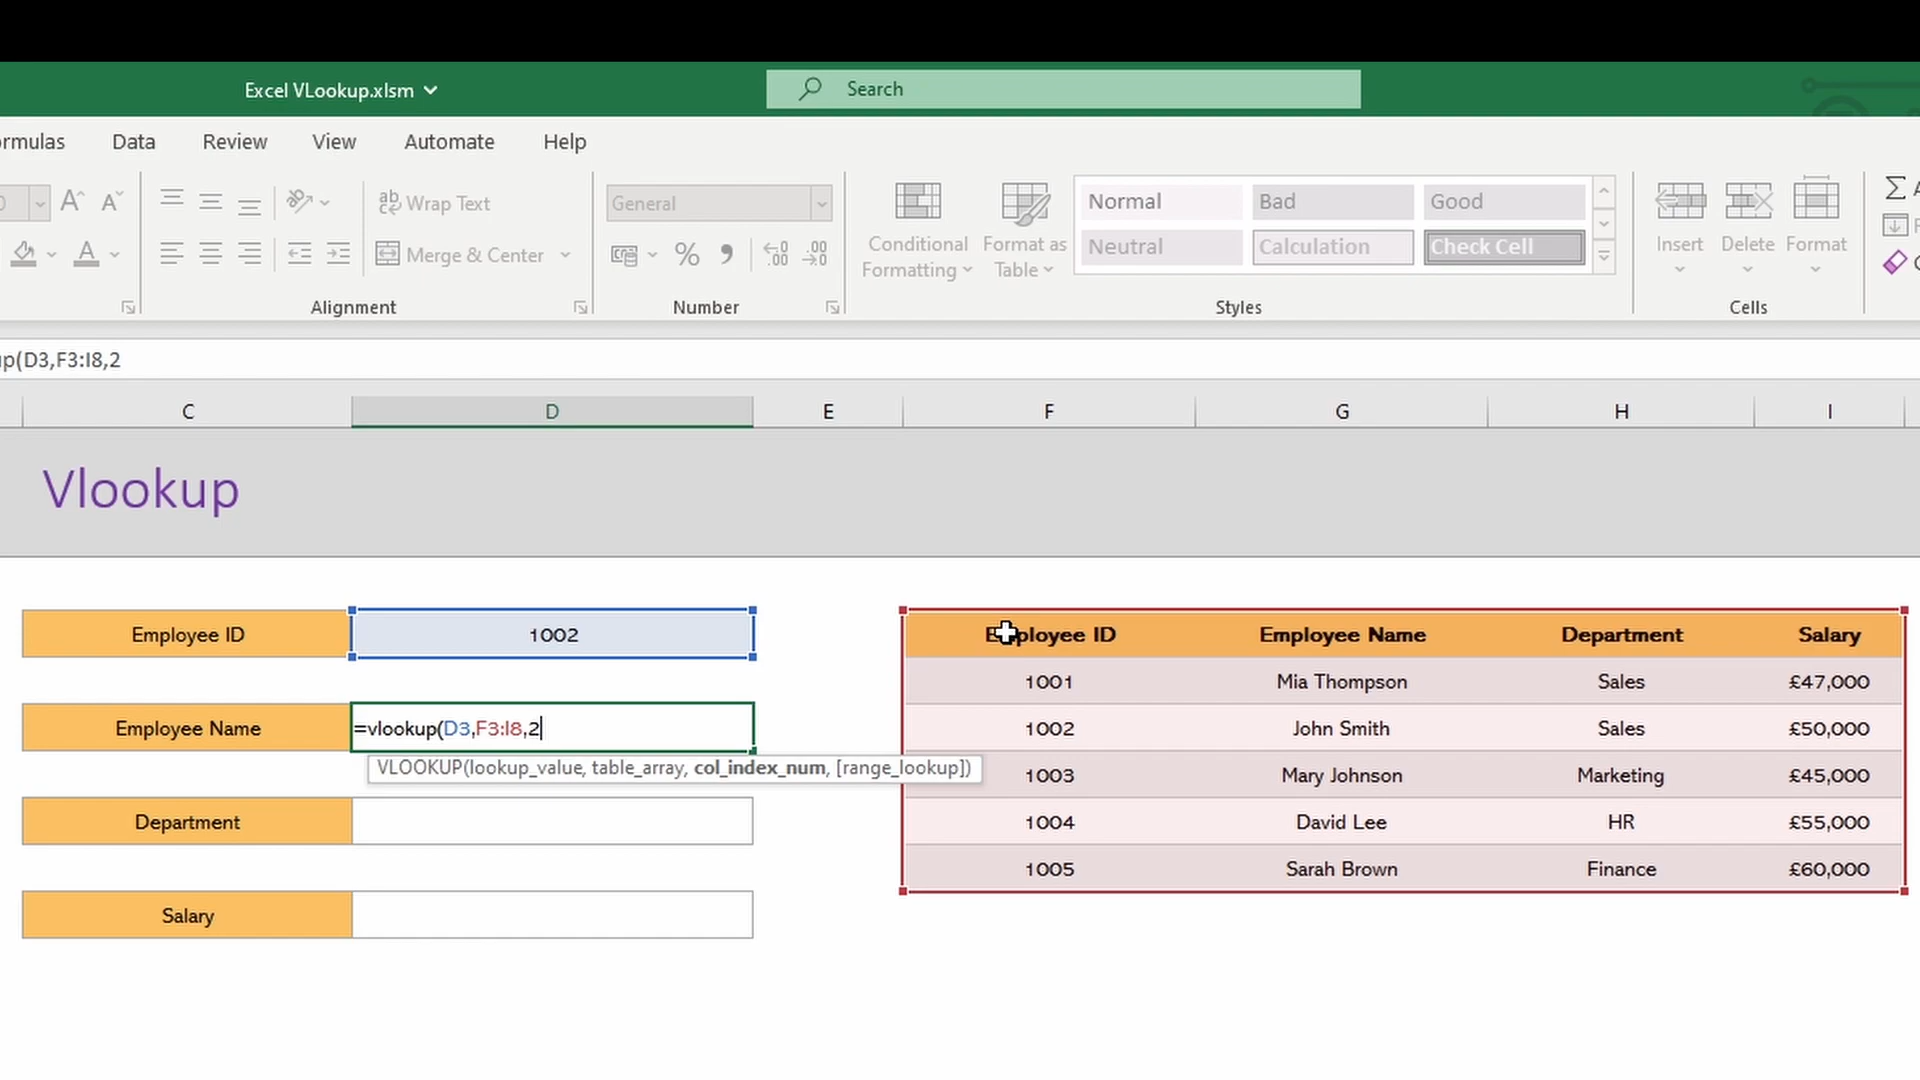 Excel VLookup.xlsm
Search
ormulas Data Review View Automate Help
Wrap Text
General
Conditional Formatting
Format as Table
Normal Bad Good
Neutral Calculation Check Cell
Insert Delete Format
Merge & Center
Alignment Number Styles Cells
up(D3,F3:I8,2
C D E F G H I
Vlookup
Employee ID 1002
Employee Name =vlookup(D3,F3:I8,2
VLOOKUP(lookup_value, table_array, col_index_num, [range_lookup])
Department
Salary
Employee ID Employee Name Department Salary
1001 Mia Thompson Sales £47,000
1002 John Smith Sales £50,000
1003 Mary Johnson Marketing £45,000
1004 David Lee HR £55,000
1005 Sarah Brown Finance £60,000